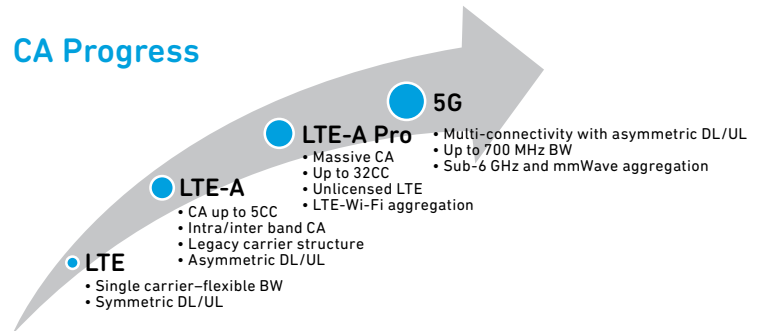 CA Progress
5G
• Multi-connectivity with asymmetric DL/UL
• Up to 700 MHz BW
• Sub-6 GHz and mmWave aggregation
LTE-A Pro
• Massive CA
• Up to 32CC
• Unlicensed LTE
• LTE-Wi-Fi aggregation
LTE-A
• CA up to 5CC
• Intra/inter band CA
• Legacy carrier structure
• Asymmetric DL/UL
LTE
• Single carrier–flexible BW
• Symmetric DL/UL